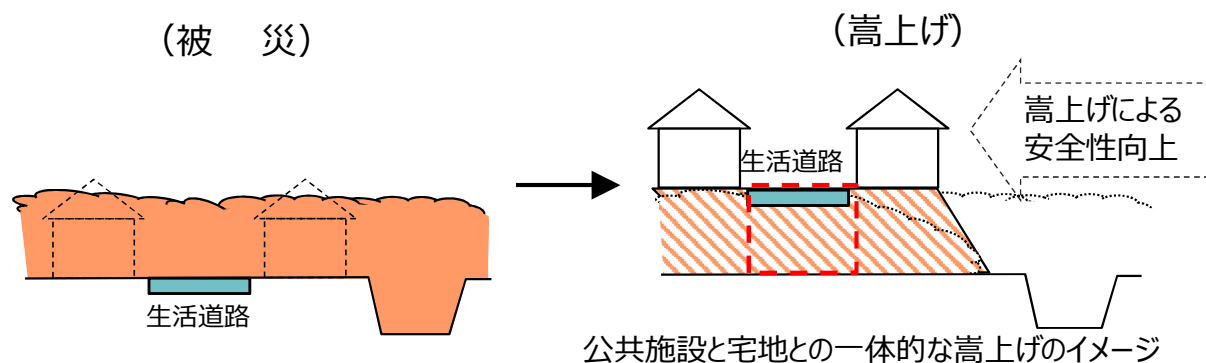 (被　災)
(嵩上げ)
嵩上げによる
安全性向上
生活道路
生活道路
公共施設と宅地との一体的な嵩上げのイメージ